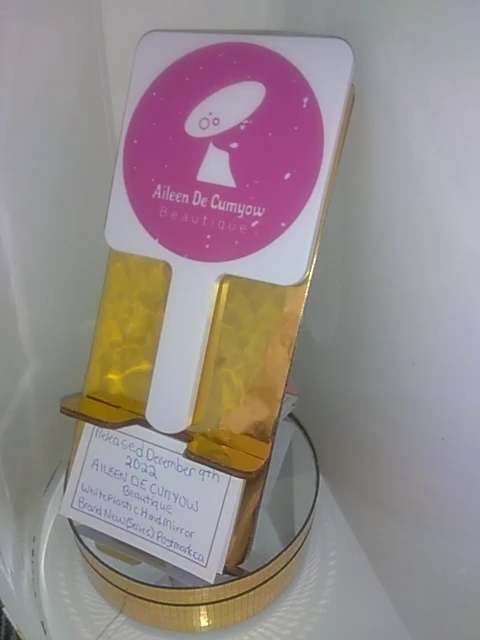 Aileen De Cumyow
Beautique
Released December 9th
2022
AILEEN DE CUMYOW
Beautique
White Plastic Hand Mirror
Brand New (Series) Pogmark.ca